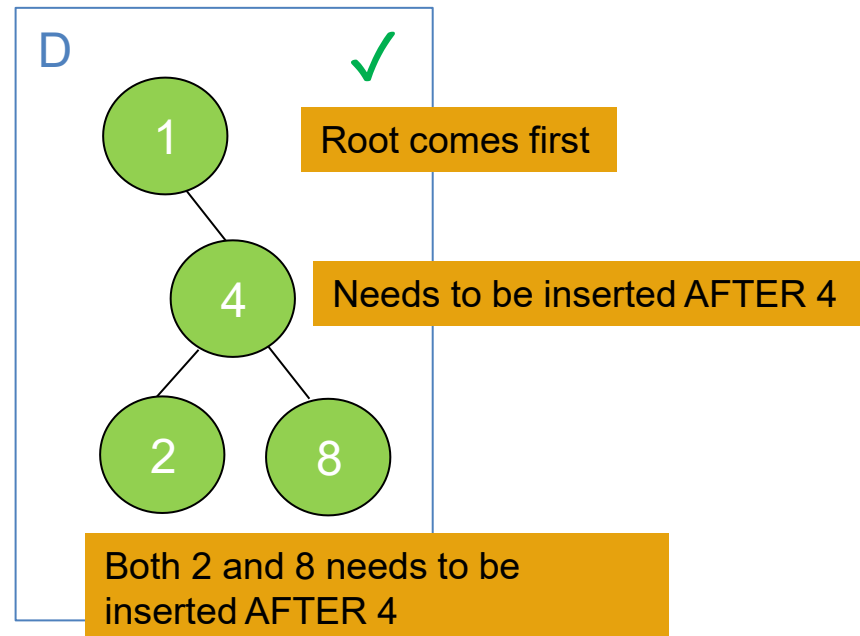 D
✓
1
Root comes first
4
Needs to be inserted AFTER 4
2
8
Both 2 and 8 needs to be
inserted AFTER 4